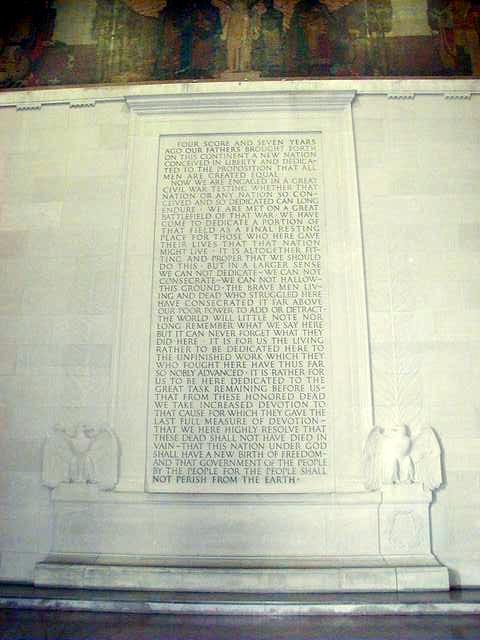 FOUR SCORE AND SEVEN YEARS
AGO OUR FATHERS BROUGHT FORTH
ON THIS CONTINENT A NEW NATION
CONCEIVED IN LIBERTY AND DEDICA-
TED TO THE PROPOSITION THAT ALL
MEN ARE CREATED EQUAL ·
NOW WE ARE ENGAGED IN A GREAT
CIVIL WAR TESTING WHETHER THAT
NATION OR ANY NATION SO CON-
CEIVED AND SO DEDICATED CAN LONG
ENDURE · WE ARE MET ON A GREAT
BATTLEFIELD OF THAT WAR · WE HAVE
COME TO DEDICATE A PORTION OF
THAT FIELD AS A FINAL RESTING
PLACE FOR THOSE WHO HERE GAVE
THEIR LIVES THAT THAT NATION
MIGHT LIVE · IT IS ALTOGETHER FIT-
TING AND PROPER THAT WE SHOULD
DO THIS · BUT IN A LARGER SENSE
WE CAN NOT DEDICATE—WE CAN NOT
CONSECRATE—WE CAN NOT HALLOW—
THIS GROUND · THE BRAVE MEN LIV-
ING AND DEAD WHO STRUGGLED HERE
HAVE CONSECRATED IT FAR ABOVE
OUR POOR POWER TO ADD OR DETRACT·
THE WORLD WILL LITTLE NOTE NOR
LONG REMEMBER WHAT WE SAY HERE
BUT IT CAN NEVER FORGET WHAT THEY
DID HERE · IT IS FOR US THE LIVING
RATHER TO BE DEDICATED HERE TO
THE UNFINISHED WORK WHICH THEY
WHO FOUGHT HERE HAVE THUS FAR
SO NOBLY ADVANCED · IT IS RATHER FOR
US TO BE HERE DEDICATED TO THE
GREAT TASK REMAINING BEFORE US—
THAT FROM THESE HONORED DEAD
WE TAKE INCREASED DEVOTION TO
THAT CAUSE FOR WHICH THEY GAVE THE
LAST FULL MEASURE OF DEVOTION—
THAT WE HERE HIGHLY RESOLVE THAT
THESE DEAD SHALL NOT HAVE DIED IN
VAIN—THAT THIS NATION UNDER GOD
SHALL HAVE A NEW BIRTH OF FREEDOM—
AND THAT GOVERNMENT OF THE PEOPLE
BY THE PEOPLE FOR THE PEOPLE SHALL
NOT PERISH FROM THE EARTH ·